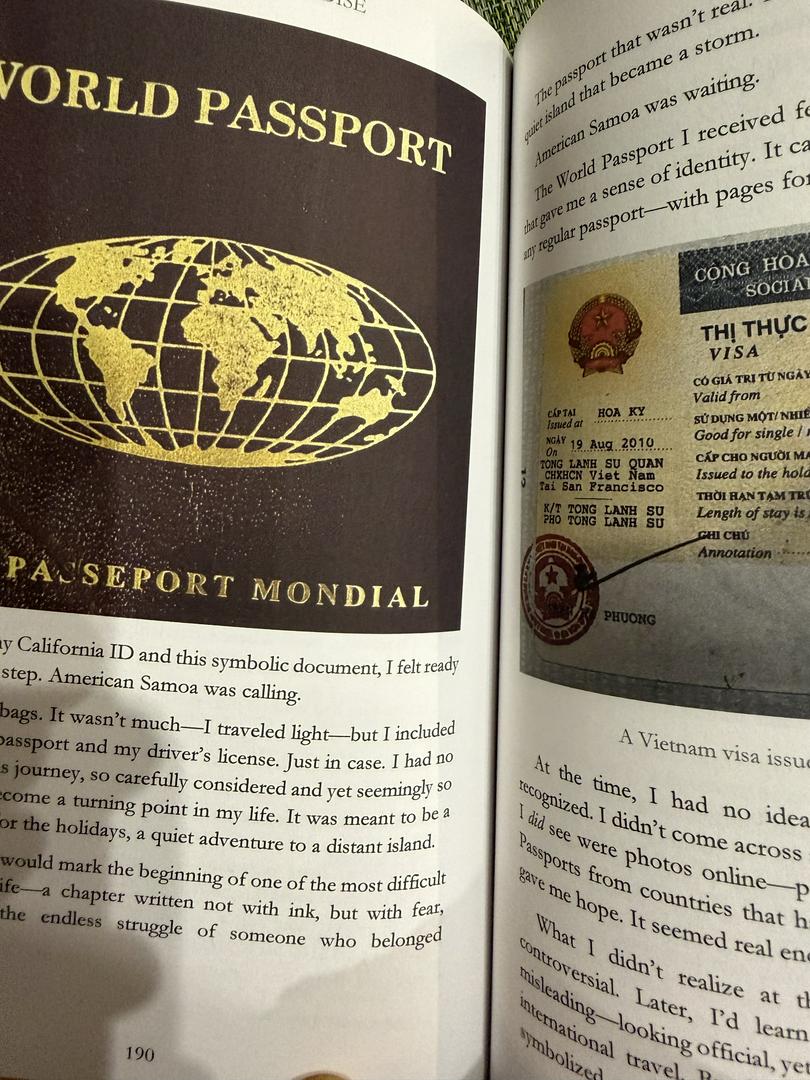 WORLD PASSPORT
PASSEPORT MONDIAL
California ID and this symbolic document, I felt ready
step. American Samoa was calling.
bags. It wasn't much—I traveled light—but I included
passport and my driver's license. Just in case. I had no
journey, so carefully considered and yet seemingly so
become a turning point in my life. It was meant to be a
for the holidays, a quiet adventure to a distant island.
would mark the beginning of one of the most difficult
life—a chapter written not with ink, but with fear,
the endless struggle of someone who belonged
190
The passport that wasn't real.
quiet island that became a storm.
American Samoa was waiting.
The World Passport I received
that gave me a sense of identity. It
any regular passport—with pages for
CỘNG HOÀ
THỊ THỰC
VISA
CÓ GIÁ TRỊ TỪ NGÀY
Valid from
SỬ DỤNG MỘT/
Good for single /
CẤP CHO NGƯỜI
Issued to the
THỜI HẠN TẠM
Length of stay is
GHI CHÚ
Annotation
CẤP TẠI HOA KY
Issued at
NGÀY 19 Aug 2010
On
TONG LANH SU QUAN
CHXHCN Viet Nam
Tai San Francisco
K/T TONG LANH SU
PHO TONG LANH SU
PHUONG
A Vietnam visa
At the time, I had no idea
recognized. I didn't come across
I did see were photos online—
Passports from countries that
gave me hope. It seemed real
What I didn't realize at
controversial. Later, I'd learn
misleading—looking official, yet
international travel.
symbolized